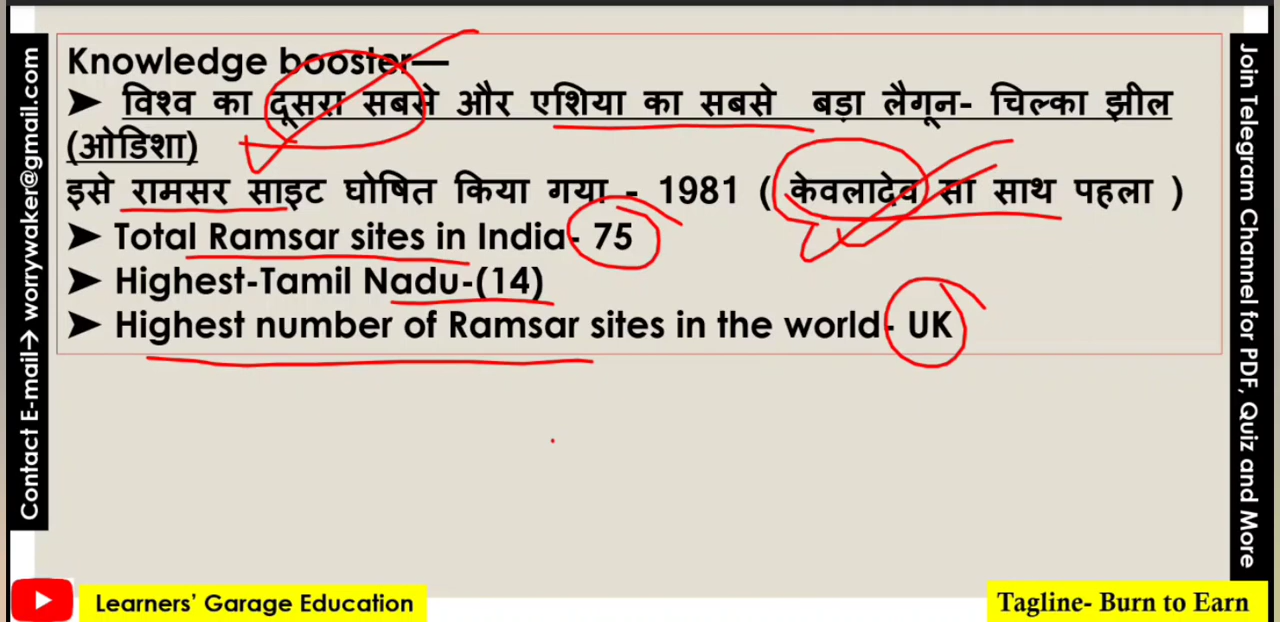 Knowledge booster—
➤ विश्व का दूसरा सबसे और एशिया का सबसे बड़ा लैगून- चिल्का झील
(ओडिशा)
इसे रामसर साइट घोषित किया गया - 1981 ( केवलादेव सा साथ पहला )
➤ Total Ramsar sites in India- 75
➤ Highest-Tamil Nadu-(14)
➤ Highest number of Ramsar sites in the world- UK
Contact E-mail→ worrywaker@gmail.com
Join Telegram Channel for PDF, Quiz and More
Learners’ Garage Education
Tagline- Burn to Earn